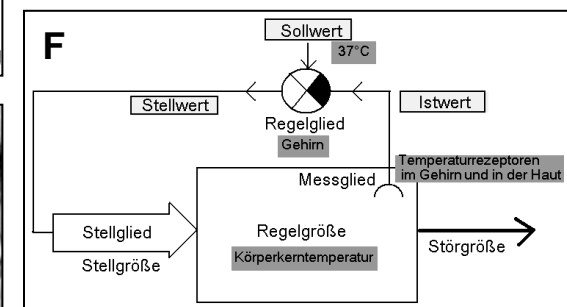 F
Sollwert
37°C
Stellwert
Istwert
Regelglied
Gehirn
Temperaturrezeptoren
im Gehirn und in der Haut
Messglied
Stellglied
Stellgröße
Regelgröße
Körperkerntemperatur
Störgröße